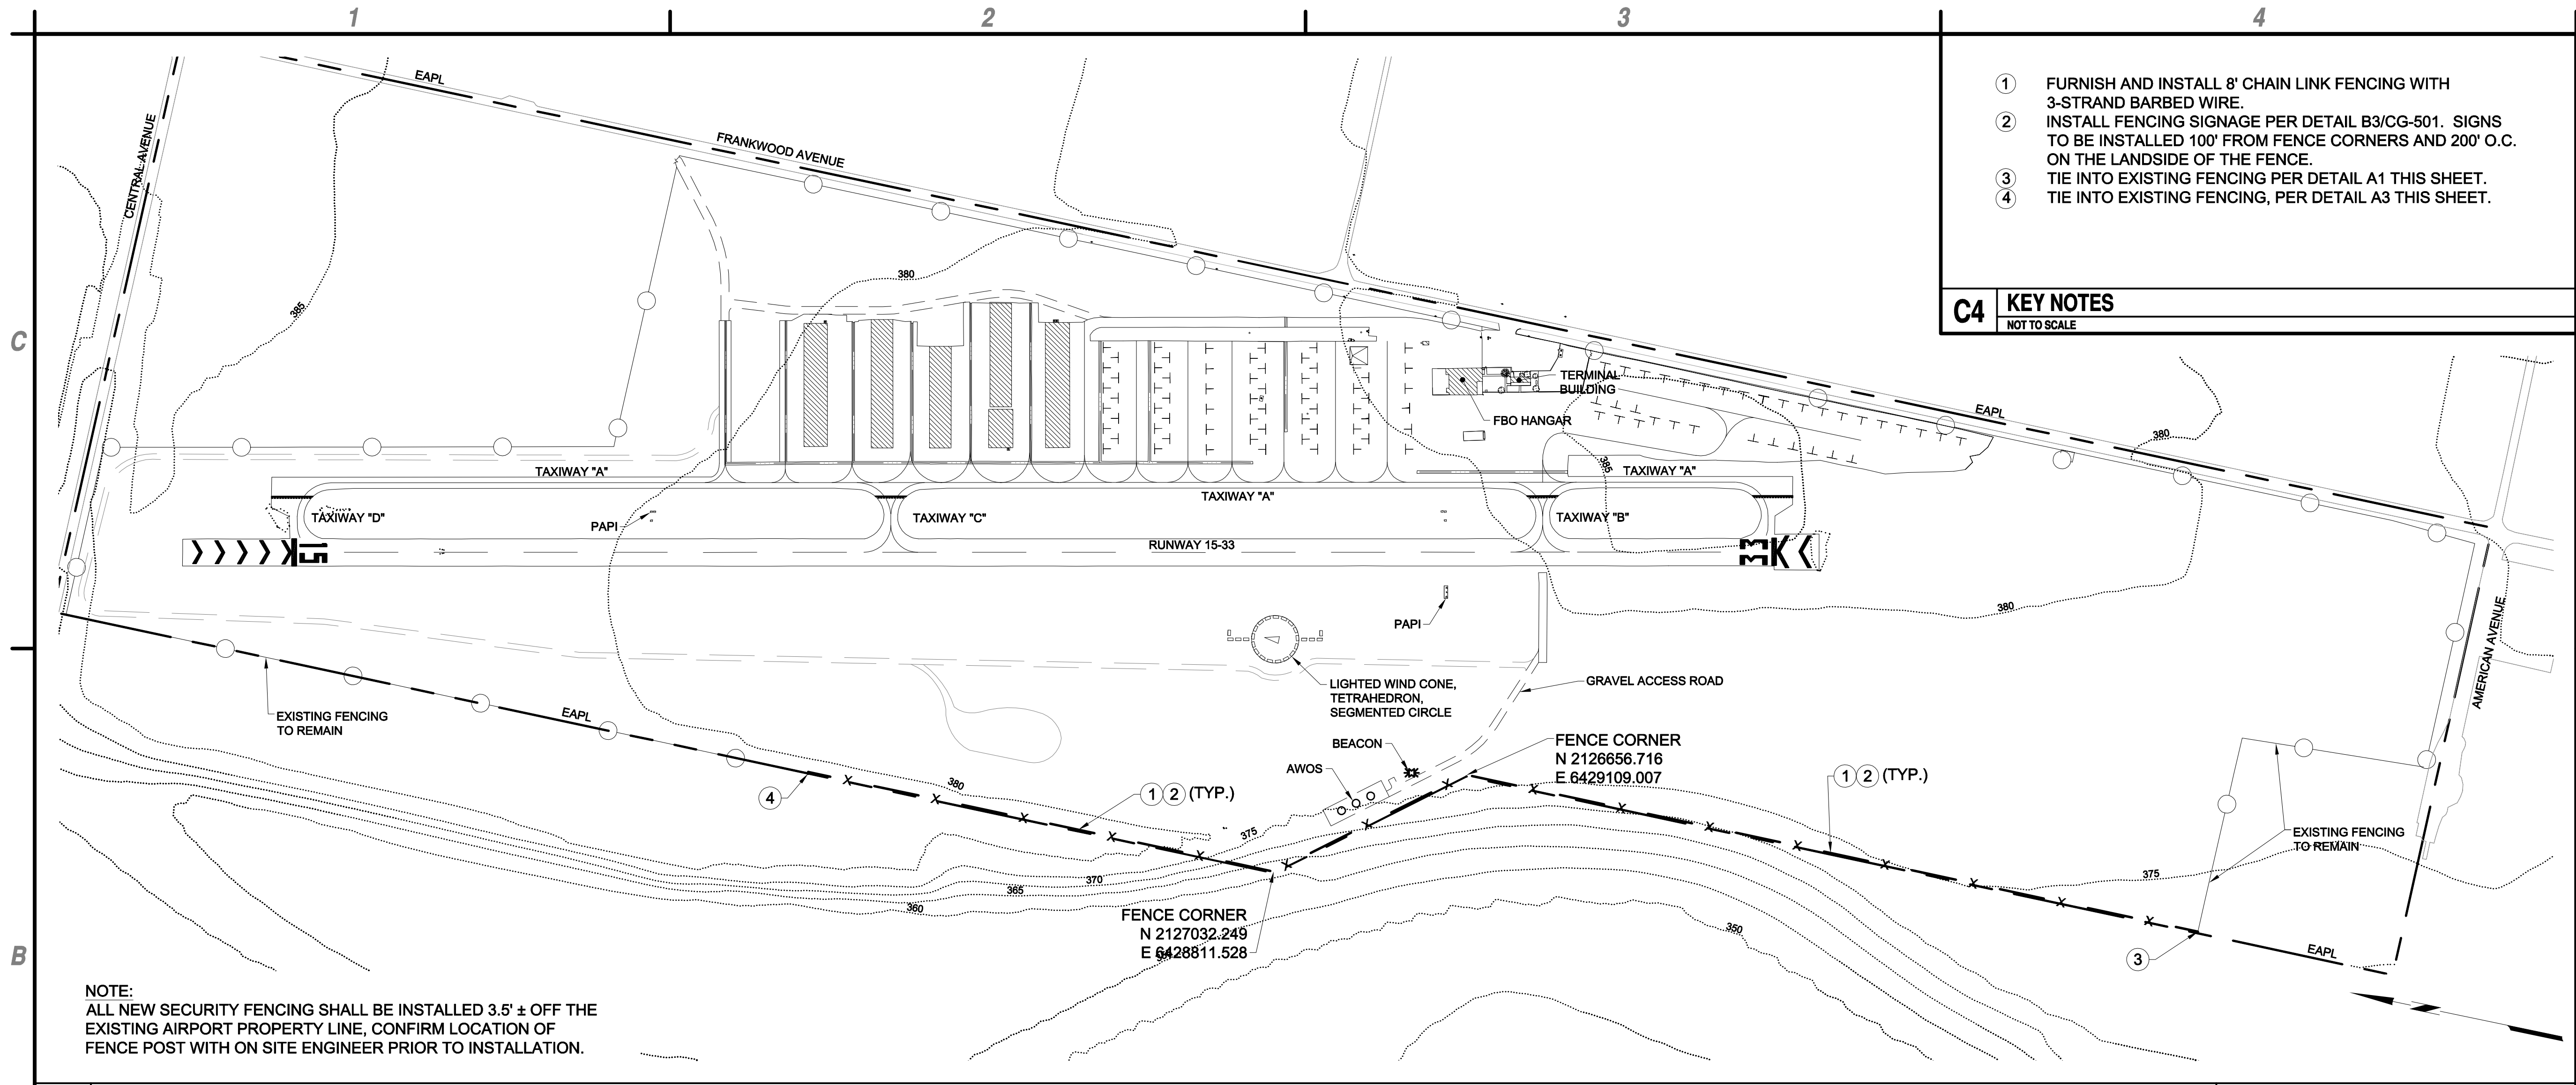 1
2
3
4
EAPL
CENTRAL AVENUE
FRANKWOOD AVENUE
1 FURNISH AND INSTALL 8' CHAIN LINK FENCING WITH
3-STRAND BARBED WIRE.
2 INSTALL FENCING SIGNAGE PER DETAIL B3/CG-501. SIGNS
TO BE INSTALLED 100' FROM FENCE CORNERS AND 200' O.C.
ON THE LANDSIDE OF THE FENCE.
3 TIE INTO EXISTING FENCING PER DETAIL A1 THIS SHEET.
4 TIE INTO EXISTING FENCING, PER DETAIL A3 THIS SHEET.
C4 KEY NOTES
NOT TO SCALE
C
385
380
TERMINAL
BUILDING
FBO HANGAR
EAPL
380
385
TAXIWAY "A"
TAXIWAY "A"
TAXIWAY "A"
TAXIWAY "D"
PAPI
TAXIWAY "C"
TAXIWAY "B"
15
RUNWAY 15-33
33
380
PAPI
AMERICAN AVENUE
LIGHTED WIND CONE,
TETRAHEDRON,
SEGMENTED CIRCLE
GRAVEL ACCESS ROAD
EXISTING FENCING
TO REMAIN
EAPL
BEACON
AWOS
FENCE CORNER
N 2126656.716
E 6429109.007
380
4
1 2 (TYP.)
1 2 (TYP.)
375
EXISTING FENCING
TO REMAIN
375
370
365
360
FENCE CORNER
N 2127032.249
E 6428811.528
350
3
EAPL
B
NOTE:
ALL NEW SECURITY FENCING SHALL BE INSTALLED 3.5' ± OFF THE
EXISTING AIRPORT PROPERTY LINE, CONFIRM LOCATION OF
FENCE POST WITH ON SITE ENGINEER PRIOR TO INSTALLATION.